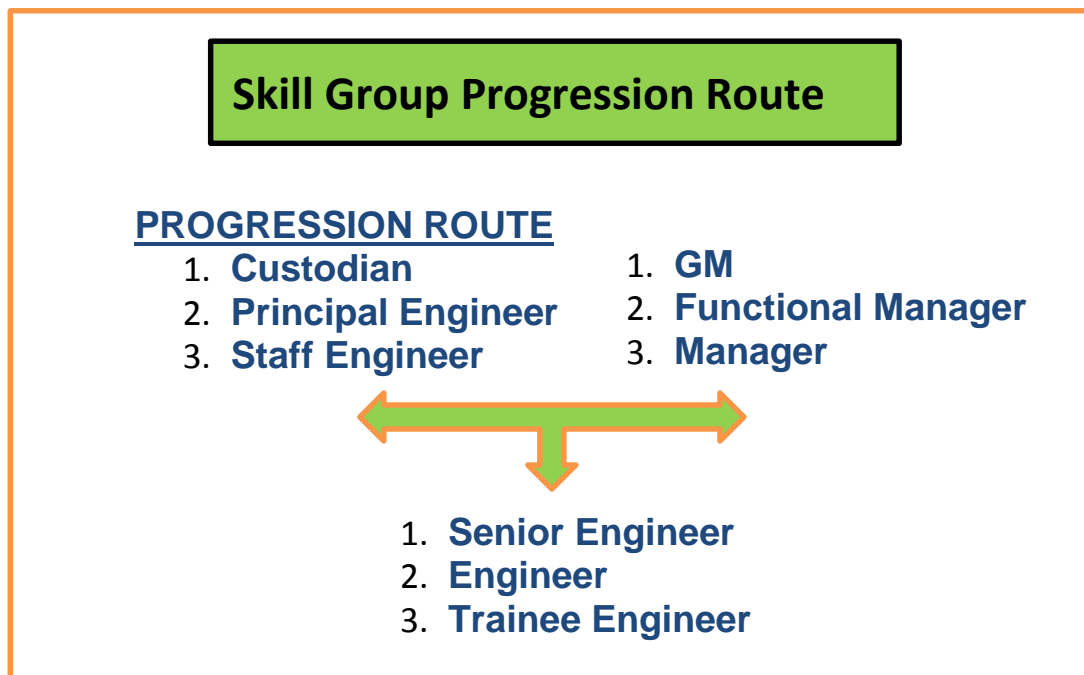 Skill Group Progression Route
PROGRESSION ROUTE
1. Custodian
2. Principal Engineer
3. Staff Engineer
1. GM
2. Functional Manager
3. Manager
1. Senior Engineer
2. Engineer
3. Trainee Engineer